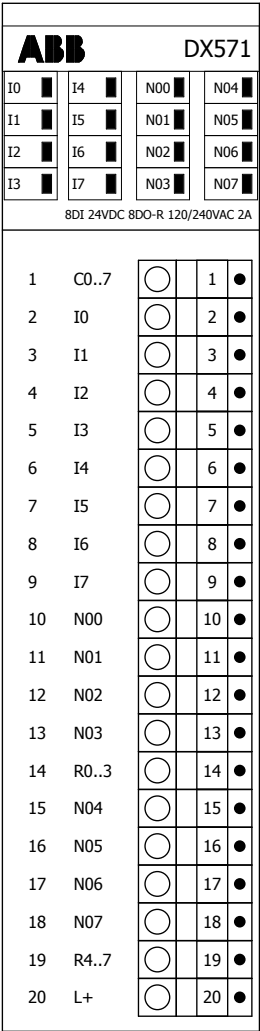 ABB DX571
I0 I4 N00 N04
I1 I5 N01 N05
I2 I6 N02 N06
I3 I7 N03 N07
8DI 24VDC 8DO-R 120/240VAC 2A
1 C0..7 1
2 I0 2
3 I1 3
4 I2 4
5 I3 5
6 I4 6
7 I5 7
8 I6 8
9 I7 9
10 N00 10
11 N01 11
12 N02 12
13 N03 13
14 R0..3 14
15 N04 15
16 N05 16
17 N06 17
18 N07 18
19 R4..7 19
20 L+ 20